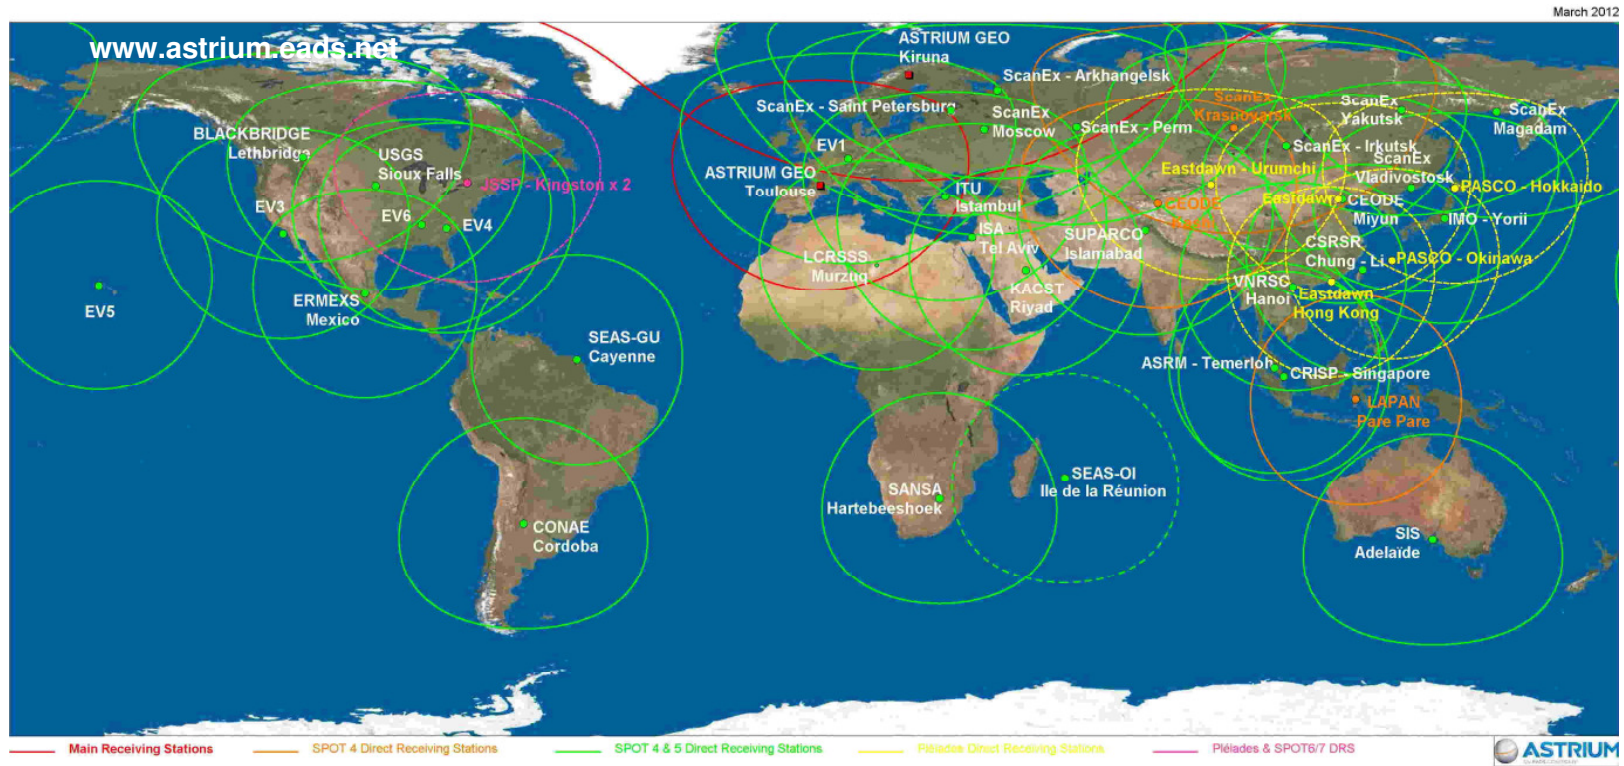 March 2012
www.astrium.eads.net
ASTRIUM GEO
Kiruna
ScanEx - Arkhangelsk
ScanEx - Saint Petersburg
ScanEx
Moscow
ScanEx - Perm
ScanEx
Krasnoyarsk
ScanEx
Yakutsk
ScanEx
Magadam
BLACKBRIDGE
Lethbridge
USGS
Sioux Falls
JSSP - Kingston x 2
EV1
ASTRIUM GEO
Toulouse
ScanEx - Irkutsk
ScanEx
Vladivostosk
Eastdawn - Urumchi
PASCO - Hokkaido
EV3
EV6
EV4
ITU
Istambul
ISA
Tel Aviv
CEODE
Eastdawn
CEODE
Miyun
IMO - Yorii
SUPARCO
Islamabad
CSRSR
Chung - Li
PASCO - Okinawa
LCRSSS
Murzuq
KACST
Riyad
VNRSC
Hanoi
Eastdawn
Hong Kong
EV5
ERMEXS
Mexico
SEAS-GU
Cayenne
ASRM - Temerloh
CRISP - Singapore
LAPAN
Pare Pare
SEAS-OI
Ile de la Réunion
SANSA
Hartebeeshoek
CONAE
Cordoba
SIS
Adelaïde
Main Receiving Stations
SPOT 4 Direct Receiving Stations
SPOT 4 & 5 Direct Receiving Stations
Pléiades Direct Receiving Stations
Pléiades & SPOT6/7 DRS
ASTRIUM